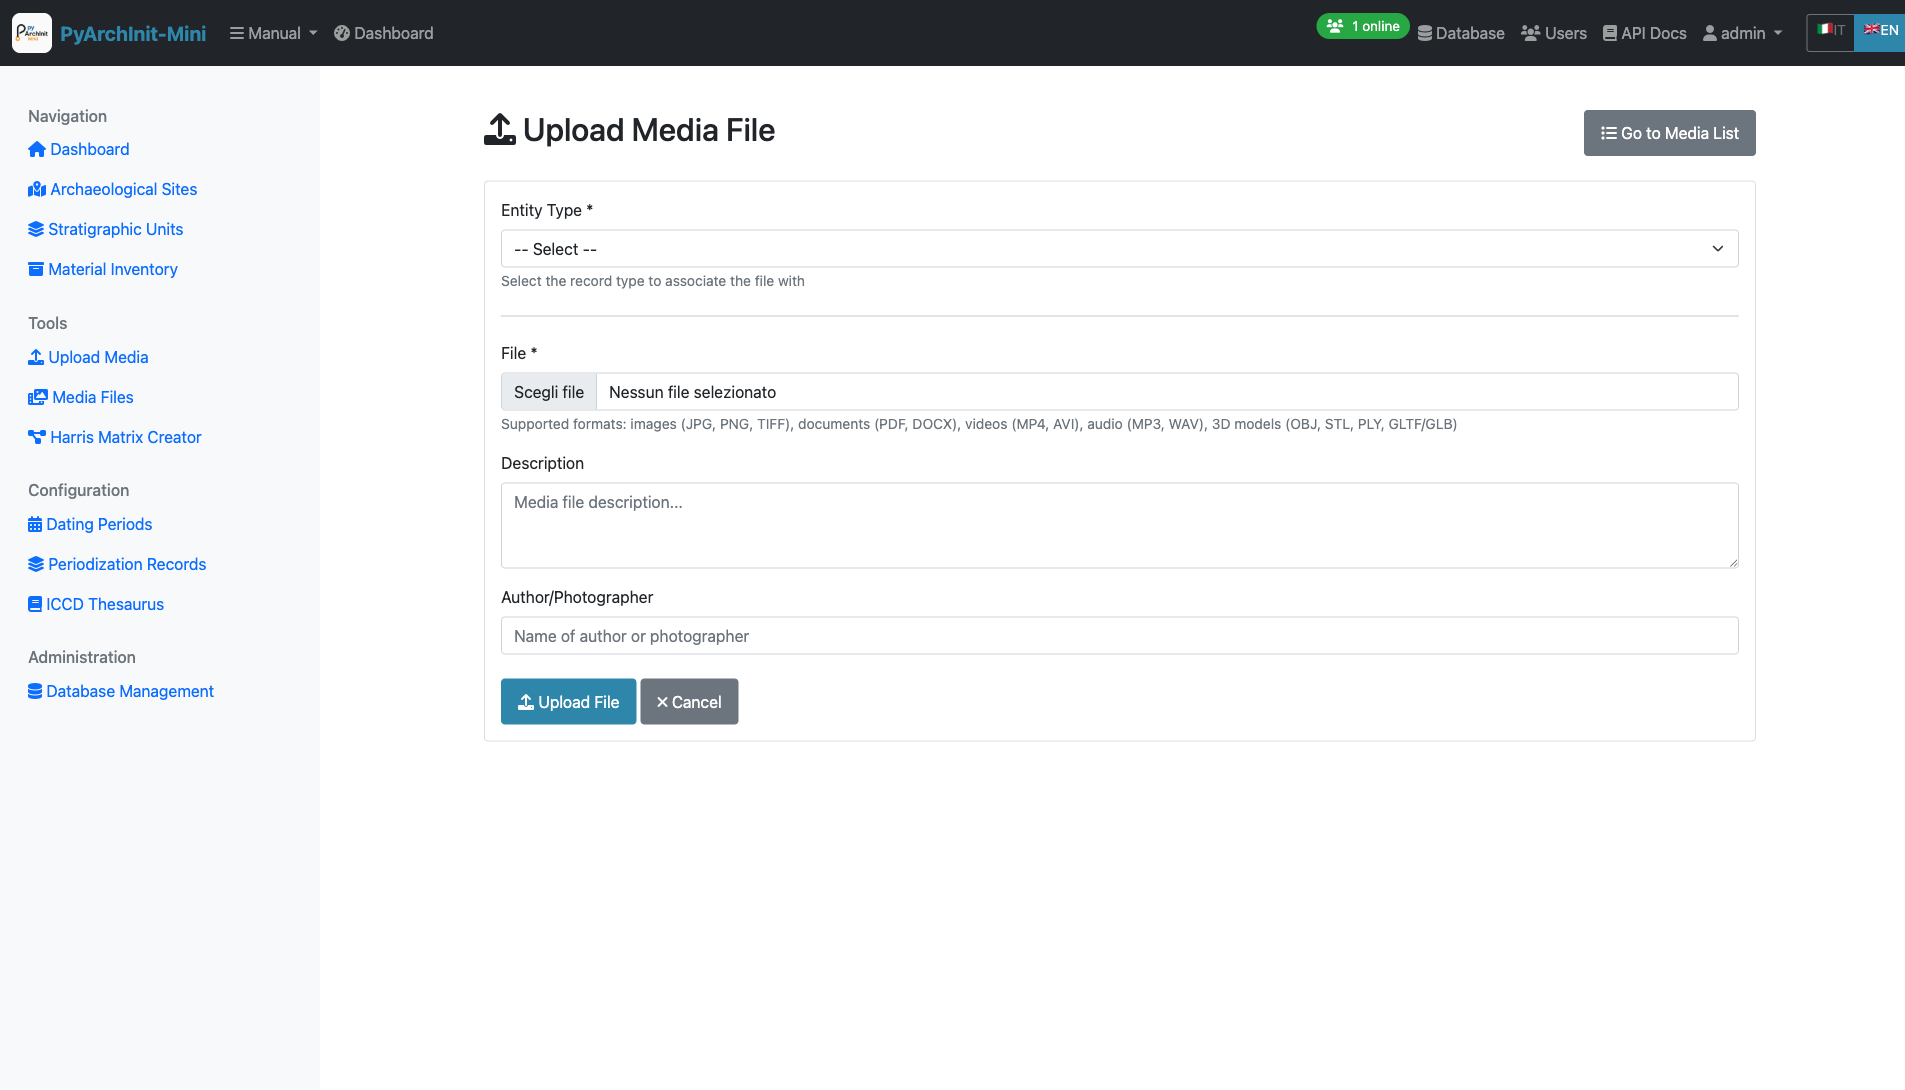 PyArchInit-Mini
Manual
Dashboard
1 online
Database
Users
API Docs
admin
IT
EN
Navigation
Dashboard
Archaeological Sites
Stratigraphic Units
Material Inventory
Tools
Upload Media
Media Files
Harris Matrix Creator
Configuration
Dating Periods
Periodization Records
ICCD Thesaurus
Administration
Database Management
Upload Media File
Go to Media List
Entity Type *
-- Select --
Select the record type to associate the file with
File *
Scegli file Nessun file selezionato
Supported formats: images (JPG, PNG, TIFF), documents (PDF, DOCX), videos (MP4, AVI), audio (MP3, WAV), 3D models (OBJ, STL, PLY, GLTF/GLB)
Description
Media file description...
Author/Photographer
Name of author or photographer
Upload File
Cancel